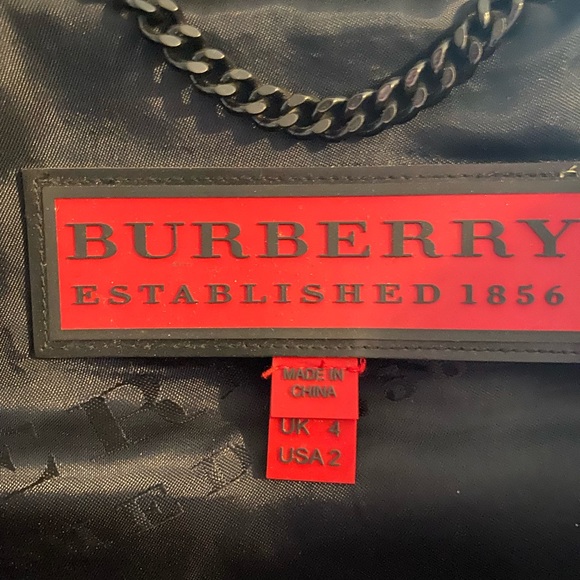 BURBERRY
ESTABLISHED 1856
MADE IN
CHINA
UK 4
USA 2